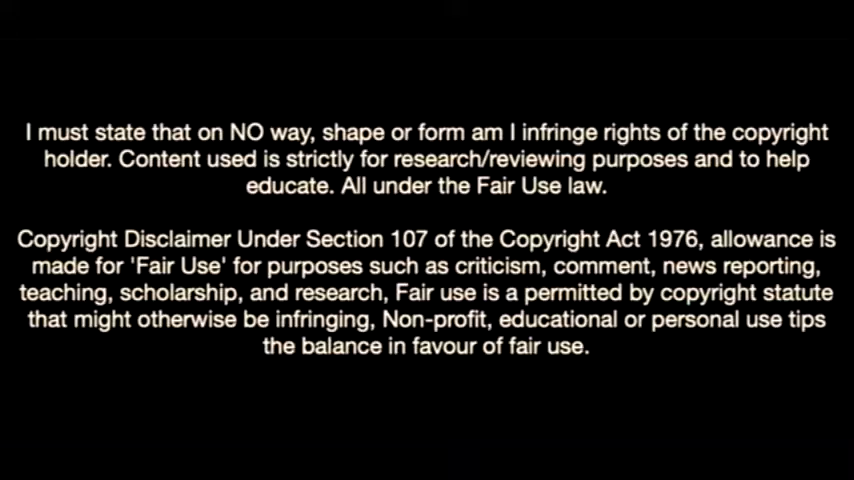 I must state that on NO way, shape or form am I infringe rights of the copyright
holder. Content used is strictly for research/reviewing purposes and to help
educate. All under the Fair Use law.
Copyright Disclaimer Under Section 107 of the Copyright Act 1976, allowance is
made for 'Fair Use' for purposes such as criticism, comment, news reporting,
teaching, scholarship, and research, Fair use is a permitted by copyright statute
that might otherwise be infringing, Non-profit, educational or personal use tips
the balance in favour of fair use.